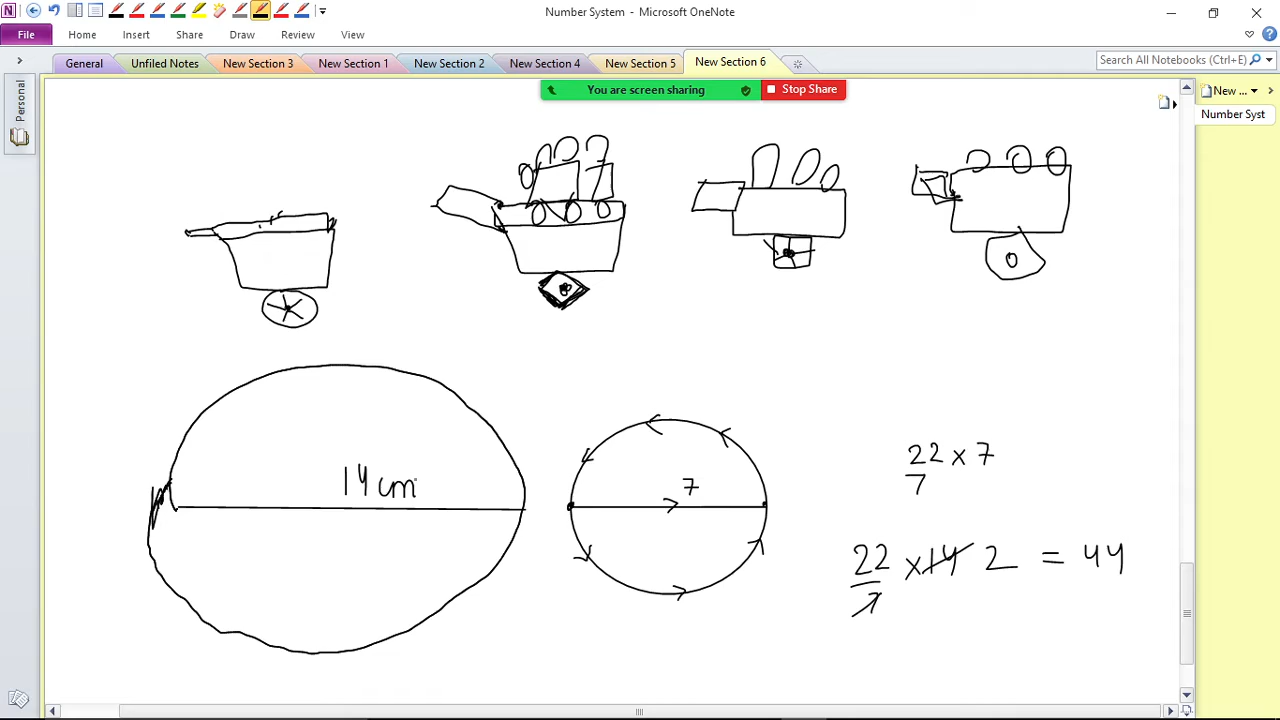 Number System - Microsoft OneNote
File Home Insert Share Draw Review View
General Unfiled Notes New Section 3 New Section 1 New Section 2 New Section 4 New Section 5 New Section 6
Search All Notebooks (Ctrl+E)
You are screen sharing Stop Share
Personal
New ...
Number Syst
14 cm
7
22 x 7
7
22 x 14 2 = 44
7